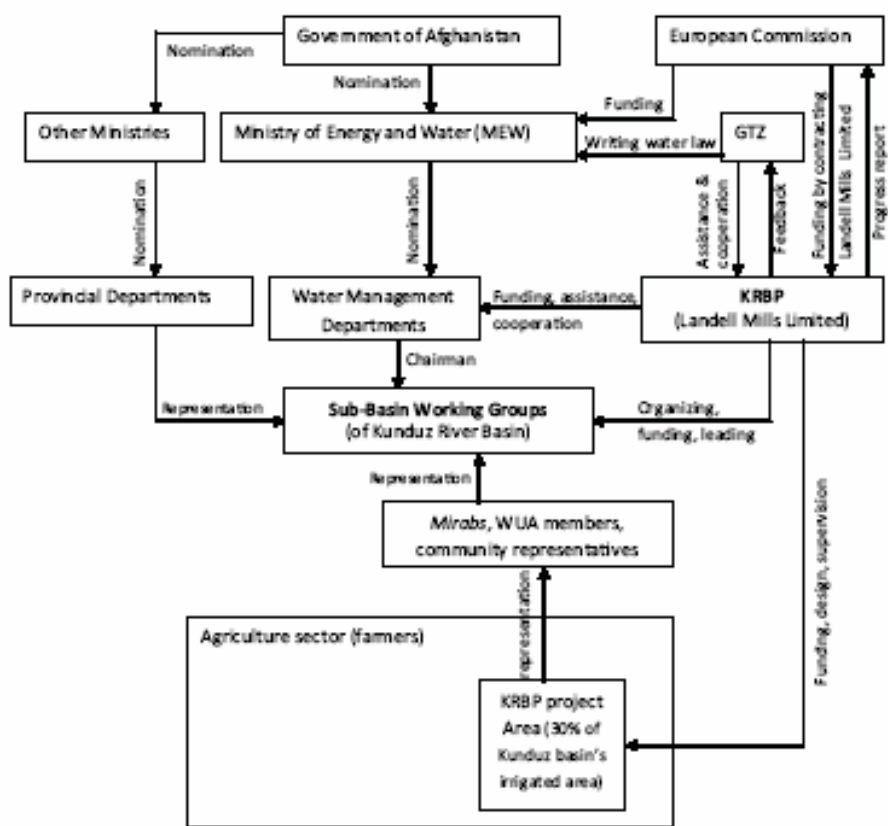 Government of Afghanistan
European Commission
Nomination
Nomination
Funding
Other Ministries
Ministry of Energy and Water (MEW)
GTZ
Writing water law
Funding by contracting
Landell Mills Limited
Progress report
Assistance &
cooperation
Feedback
Nomination
Nomination
Provincial Departments
Water Management
Departments
Funding, assistance,
cooperation
KRBP
(Landell Mills Limited)
Chairman
Representation
Sub-Basin Working Groups
(of Kunduz River Basin)
Organizing,
funding, leading
Representation
Mirabs, WUA members,
community representatives
Funding, design, supervision
representation
Agriculture sector (farmers)
KRBP project
Area (30% of
Kunduz basin's
irrigated area)